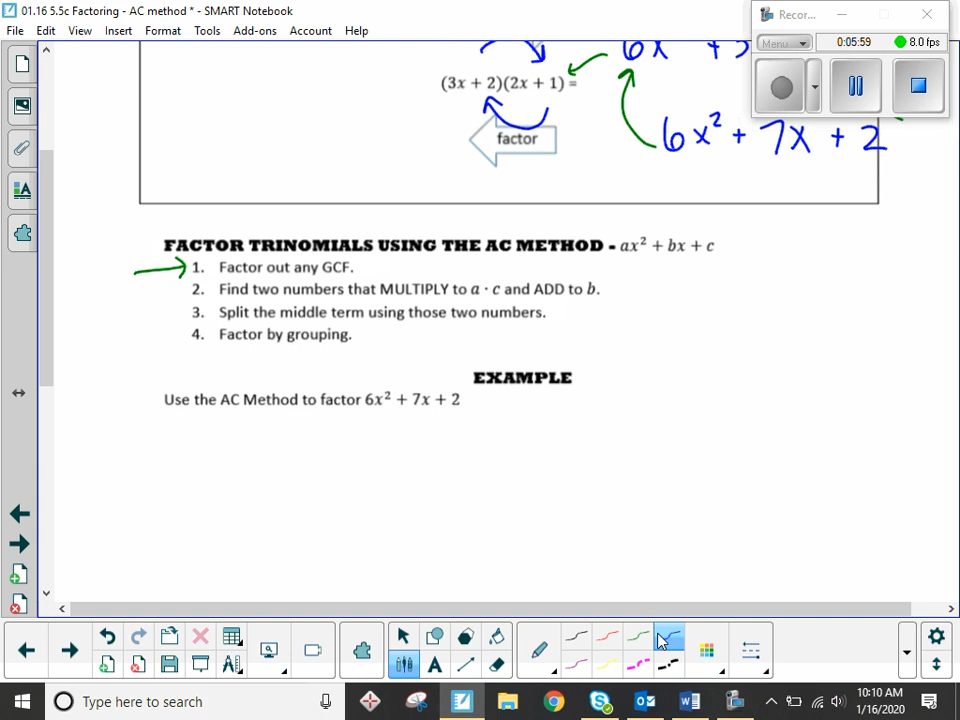 01.16 5.5c Factoring - AC method * - SMART Notebook
File Edit View Insert Format Tools Add-ons Account Help
Recor...
Menu 0:05:59 8.0 fps
6x + 3
(3x + 2)(2x + 1) =
factor
6x² + 7x + 2
FACTOR TRINOMIALS USING THE AC METHOD - ax² + bx + c
1. Factor out any GCF.
2. Find two numbers that MULTIPLY to a · c and ADD to b.
3. Split the middle term using those two numbers.
4. Factor by grouping.
EXAMPLE
Use the AC Method to factor 6x² + 7x + 2
Type here to search
10:10 AM
1/16/2020